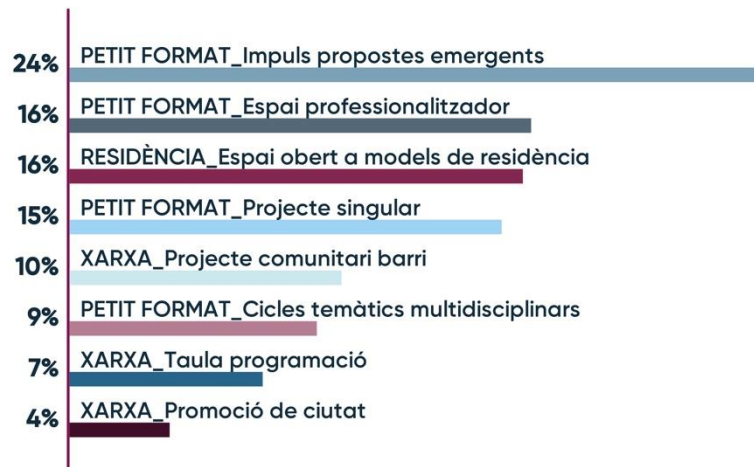 24% PETIT FORMAT_Impuls propostes emergents
16% PETIT FORMAT_Espai professionalitzador
16% RESIDÈNCIA_Espai obert a models de residència
15% PETIT FORMAT_Projecte singular
10% XARXA_Projecte comunitari barri
9% PETIT FORMAT_Cicles temàtics multidisciplinars
7% XARXA_Taula programació
4% XARXA_Promoció de ciutat